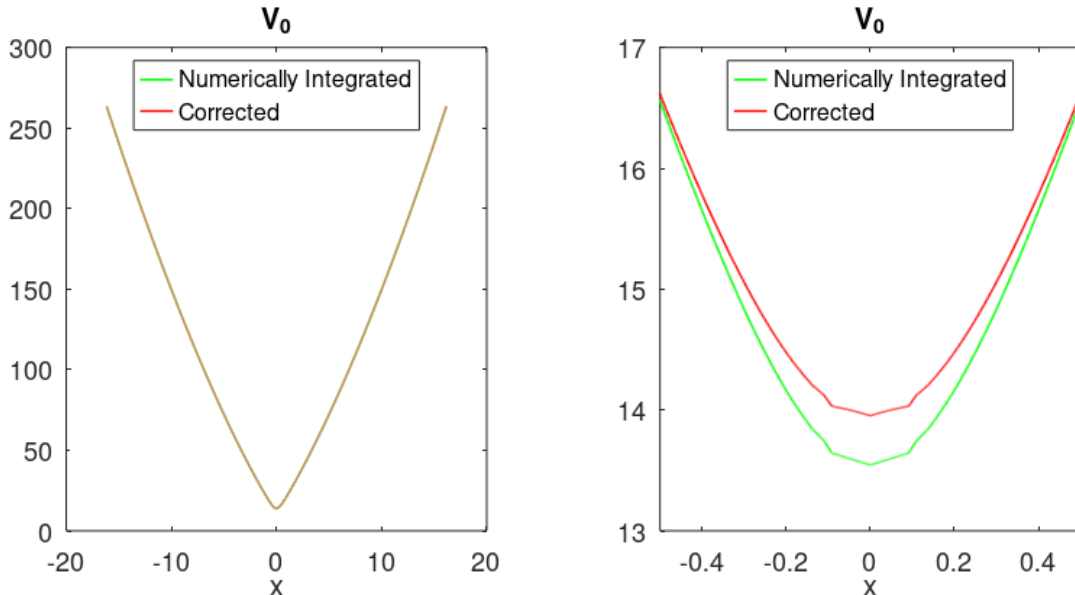 V₀
300
250
200
150
100
50
0
Numerically Integrated
Corrected
-20 -10 0 10 20
x
V₀
17
16
15
14
13
Numerically Integrated
Corrected
-0.4 -0.2 0 0.2 0.4
x